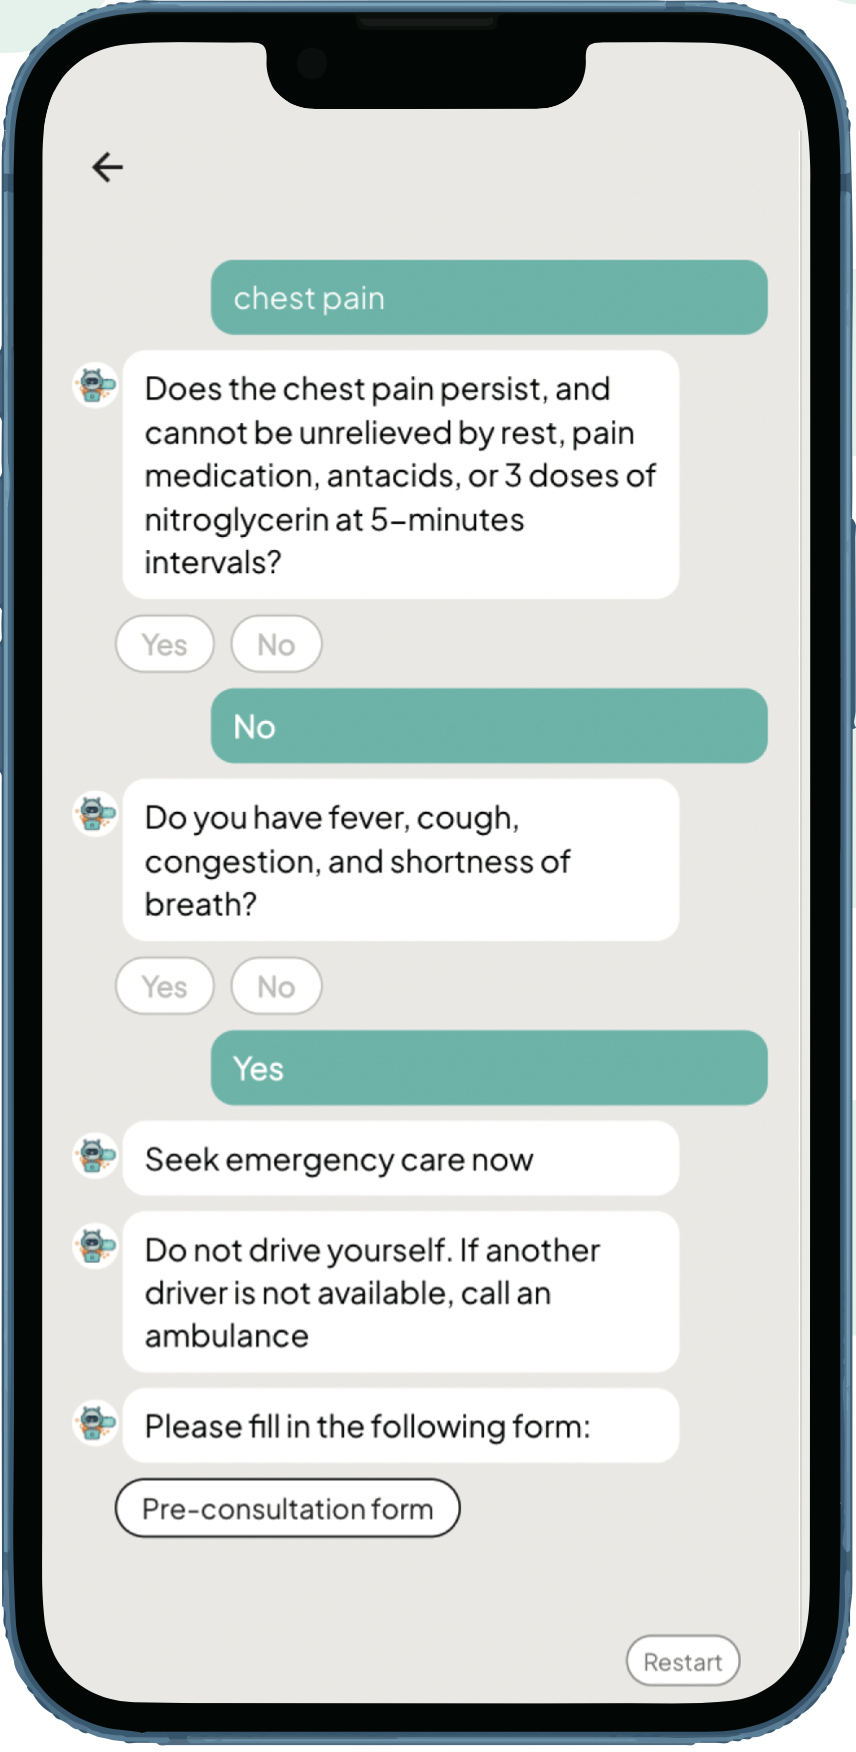 chest pain
Does the chest pain persist, and
cannot be unrelieved by rest, pain
medication, antacids, or 3 doses of
nitroglycerin at 5-minutes
intervals?
Yes No
No
Do you have fever, cough,
congestion, and shortness of
breath?
Yes No
Yes
Seek emergency care now
Do not drive yourself. If another
driver is not available, call an
ambulance
Please fill in the following form:
Pre-consultation form
Restart